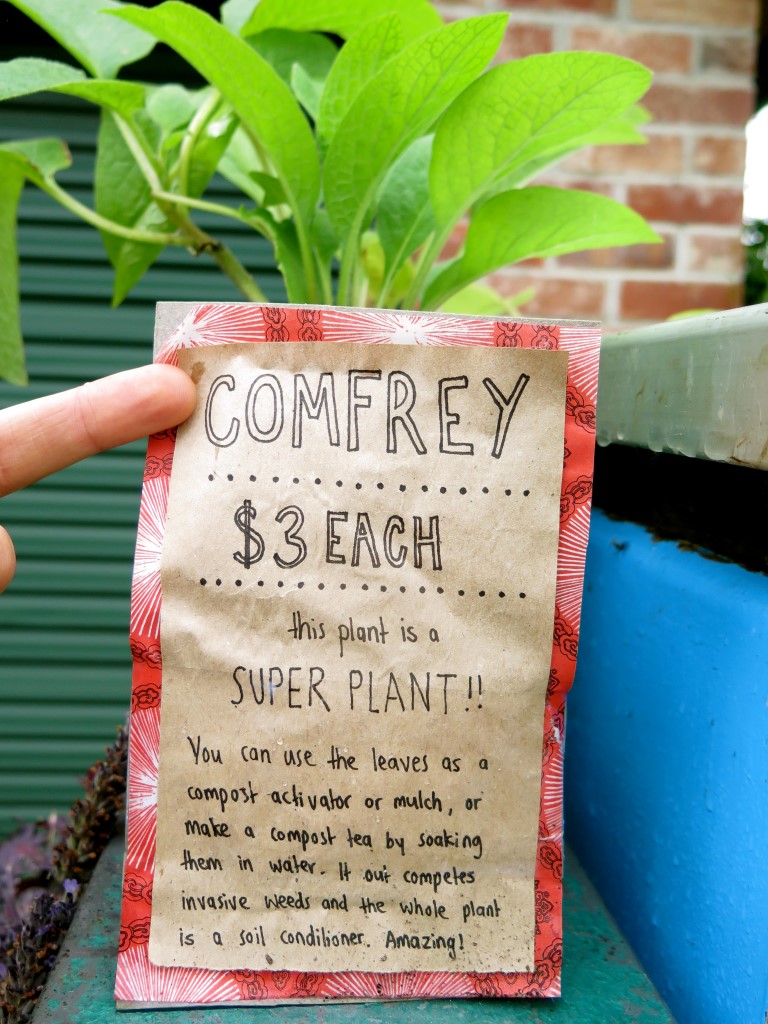 COMFREY
$3 EACH
this plant is a
SUPER PLANT!!
You can use the leaves as a
compost activator or mulch, or
make a compost tea by soaking
them in water. It out competes
invasive weeds and the whole plant
is a soil conditioner. Amazing!